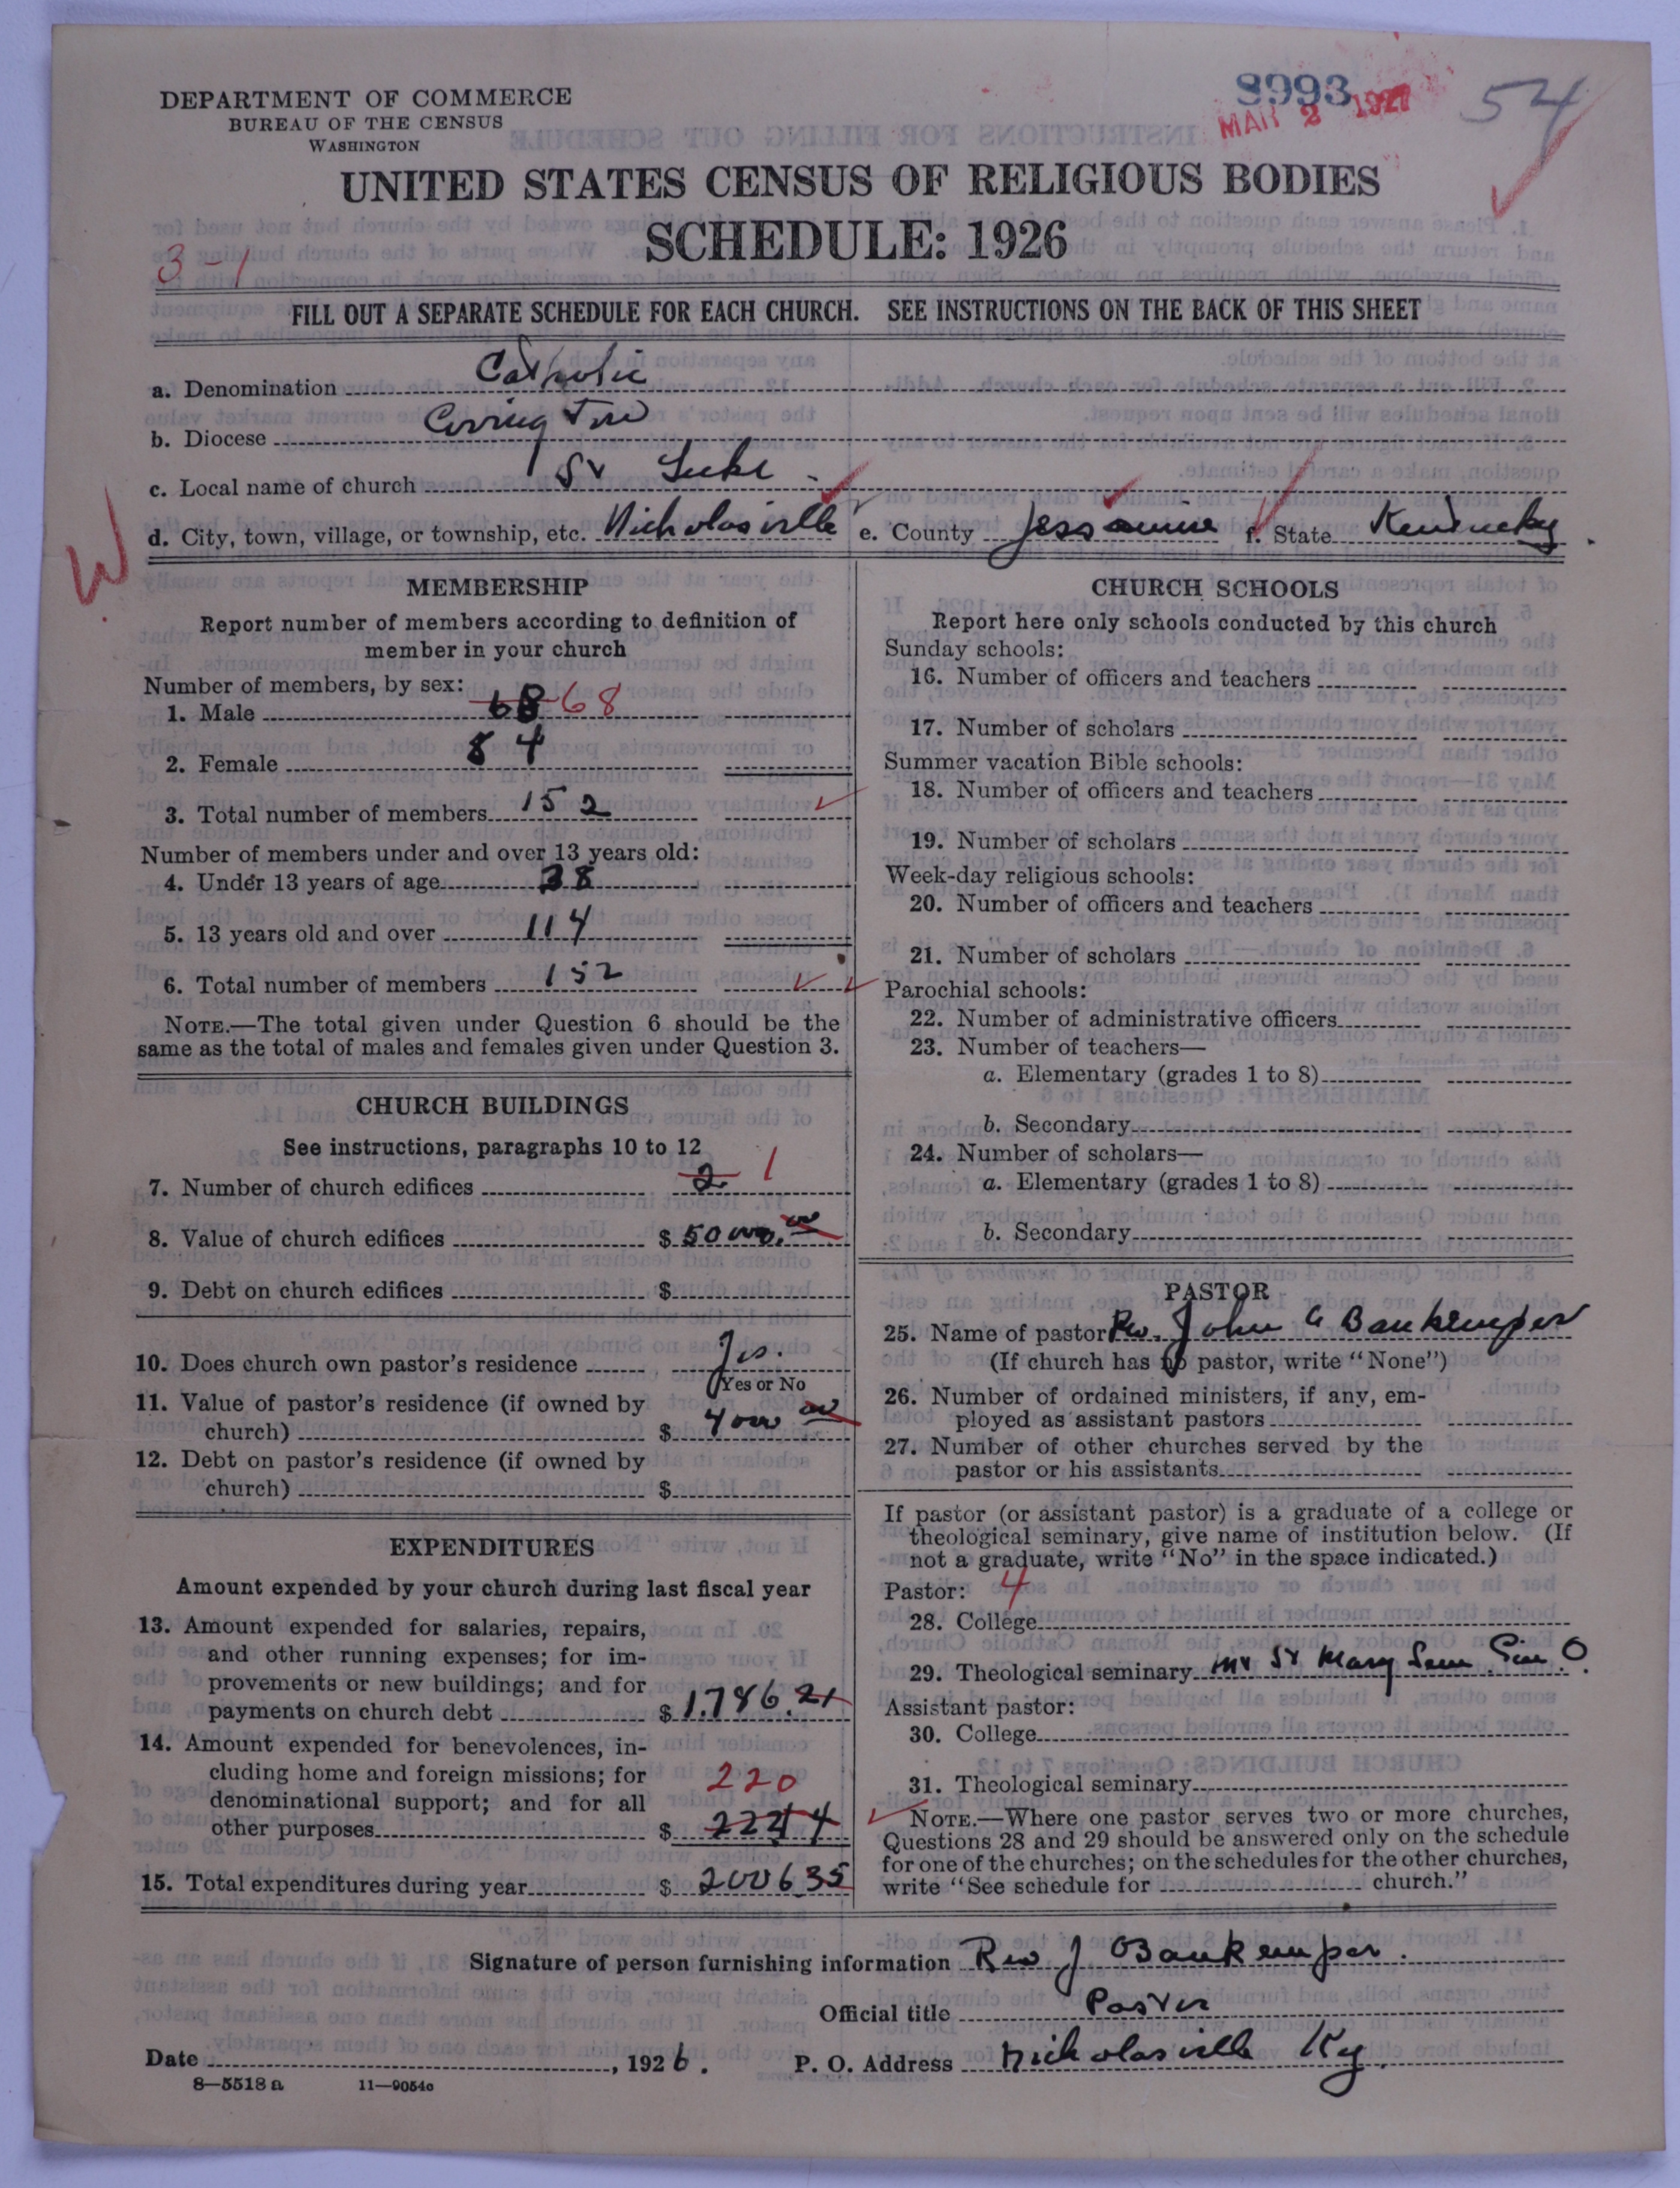 8993
MAR 2 1927
54
DEPARTMENT OF COMMERCE
BUREAU OF THE CENSUS
WASHINGTON
UNITED STATES CENSUS OF RELIGIOUS BODIES
SCHEDULE: 1926
3-1
FILL OUT A SEPARATE SCHEDULE FOR EACH CHURCH. SEE INSTRUCTIONS ON THE BACK OF THIS SHEET
a. Denomination Catholic
b. Diocese Covington
c. Local name of church St Luke
d. City, town, village, or township, etc. Nicholasville e. County Jessamine f. State Kentucky.
W
MEMBERSHIP
Report number of members according to definition of
member in your church
Number of members, by sex:
1. Male 68 68
2. Female 84
3. Total number of members 152
Number of members under and over 13 years old:
4. Under 13 years of age 38
5. 13 years old and over 114
6. Total number of members 152
NOTE.—The total given under Question 6 should be the
same as the total of males and females given under Question 3.
CHURCH BUILDINGS
See instructions, paragraphs 10 to 12
7. Number of church edifices 2 1
8. Value of church edifices $ 5000.00
9. Debt on church edifices $
10. Does church own pastor's residence Yes.
Yes or No
11. Value of pastor's residence (if owned by
church) $ 4000 00
12. Debt on pastor's residence (if owned by
church) $
EXPENDITURES
Amount expended by your church during last fiscal year
13. Amount expended for salaries, repairs,
and other running expenses; for im-
provements or new buildings; and for
payments on church debt $ 1,786.21
14. Amount expended for benevolences, in-
cluding home and foreign missions; for
denominational support; and for all
220
other purposes $
15. Total expenditures during year $ 2006.35
CHURCH SCHOOLS
Report here only schools conducted by this church
Sunday schools:
16. Number of officers and teachers
17. Number of scholars
Summer vacation Bible schools:
18. Number of officers and teachers
19. Number of scholars
Week-day religious schools:
20. Number of officers and teachers
21. Number of scholars
Parochial schools:
22. Number of administrative officers
23. Number of teachers—
a. Elementary (grades 1 to 8)
b. Secondary
24. Number of scholars—
a. Elementary (grades 1 to 8)
b. Secondary
PASTOR
25. Name of pastor Rev. John G Bankemper
(If church has no pastor, write "None")
26. Number of ordained ministers, if any, em-
ployed as assistant pastors
27. Number of other churches served by the
pastor or his assistants
If pastor (or assistant pastor) is a graduate of a college or
theological seminary, give name of institution below. (If
not a graduate, write "No" in the space indicated.)
Pastor: 4
28. College
29. Theological seminary Mt St Mary Sem. Cin. O.
Assistant pastor:
30. College
31. Theological seminary
NOTE.—Where one pastor serves two or more churches,
Questions 28 and 29 should be answered only on the schedule
for one of the churches; on the schedules for the other churches,
write "See schedule for church."
Signature of person furnishing information Rev J Bankemper.
Official title Pastor
Date , 1926. P. O. Address Nicholasville Ky.
8—5518 a 11—9054c